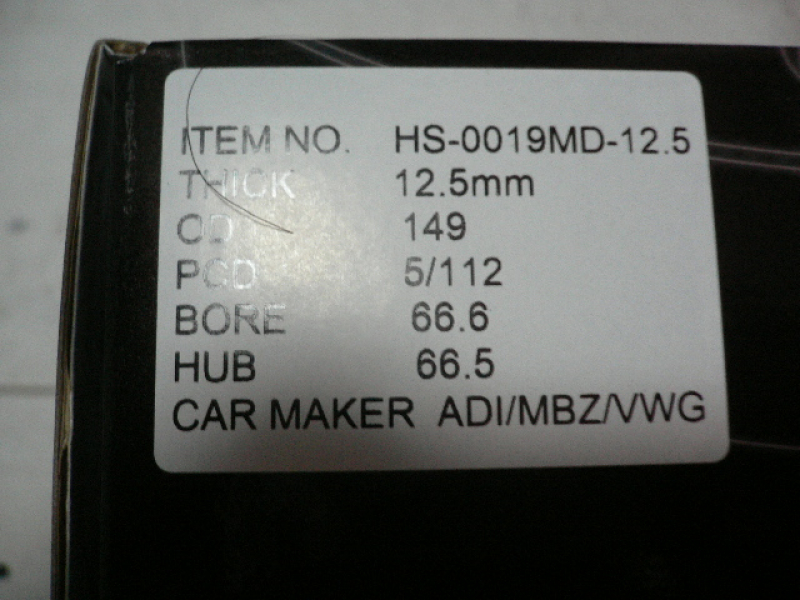 ITEM NO. HS-0019MD-12.5
THICK 12.5mm
OD 149
PCD 5/112
BORE 66.6
HUB 66.5
CAR MAKER ADI/MBZ/VWG